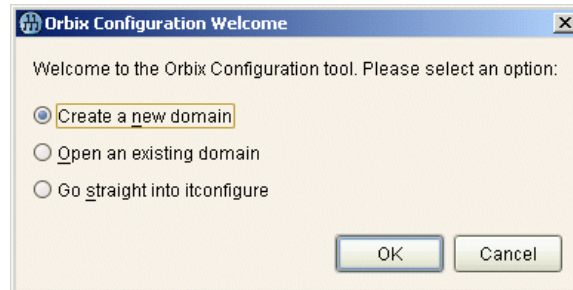 Orbix Configuration Welcome
Welcome to the Orbix Configuration tool. Please select an option:
Create a new domain
Open an existing domain
Go straight into itconfigure
OK Cancel